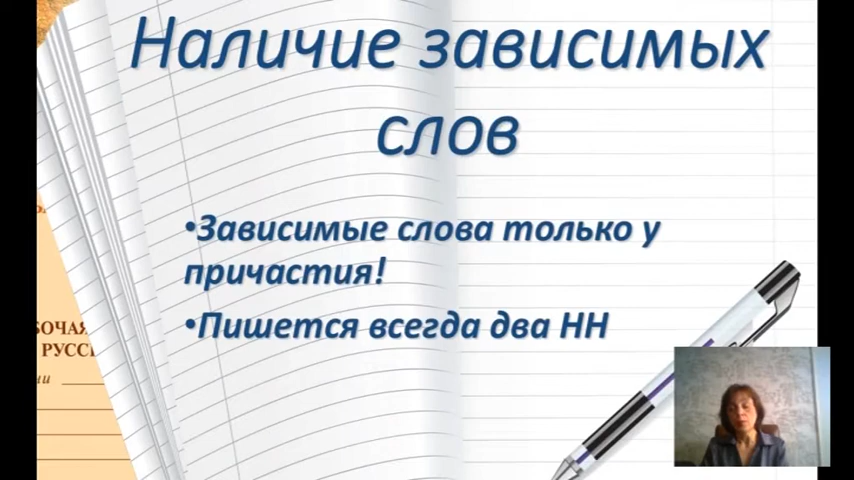 Наличие зависимых
слов
•Зависимые слова только у
причастия!
•Пишется всегда два НН